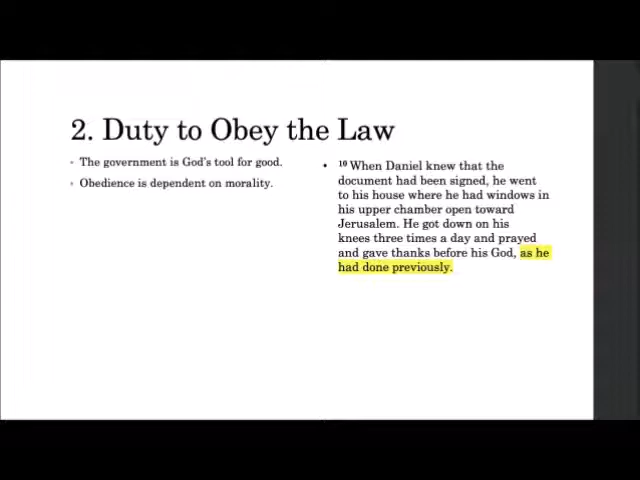 2. Duty to Obey the Law
• The government is God's tool for good.
• Obedience is dependent on morality.
• ¹⁰ When Daniel knew that the
document had been signed, he went
to his house where he had windows in
his upper chamber open toward
Jerusalem. He got down on his
knees three times a day and prayed
and gave thanks before his God, as he
had done previously.